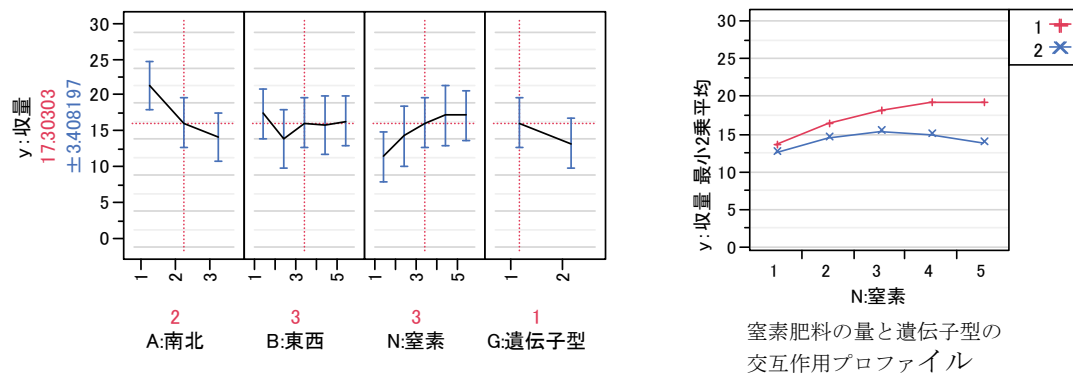 y:収量
17.30303
±3.408197
30
25
20
15
10
5
0
1 2 3
1 3 5
1 3 5
1 2
2
3
3
1
A:南北
B:東西
N:窒素
G:遺伝子型
y:収量 最小2乗平均
30
25
20
15
10
5
0
1 2 3 4 5
N:窒素
1
2
窒素肥料の量と遺伝子型の
交互作用プロファイル